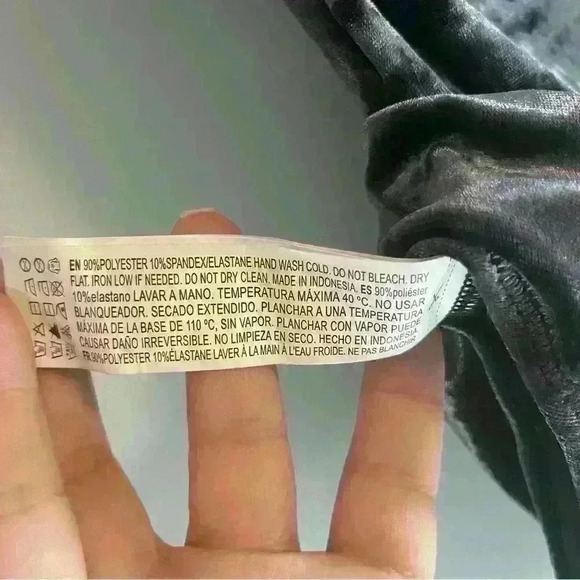 EN 90%POLYESTER 10%SPANDEX/ELASTANE HAND WASH COLD. DO NOT BLEACH. DRY
FLAT. IRON LOW IF NEEDED. DO NOT DRY CLEAN. MADE IN INDONESIA. ES 90%poliéster
10%elastano LAVAR A MANO. TEMPERATURA MÁXIMA 40 ºC. NO USAR
BLANQUEADOR. SECADO EXTENDIDO. PLANCHAR A UNA TEMPERATURA
MÁXIMA DE LA BASE DE 110 ºC, SIN VAPOR. PLANCHAR CON VAPOR PUEDE
CAUSAR DAÑO IRREVERSIBLE. NO LIMPIEZA EN SECO. HECHO EN INDONESIA
FR 90%POLYESTER 10%ÉLASTANE LAVER À LA MAIN À L'EAU FROIDE. NE PAS BLANCHIR